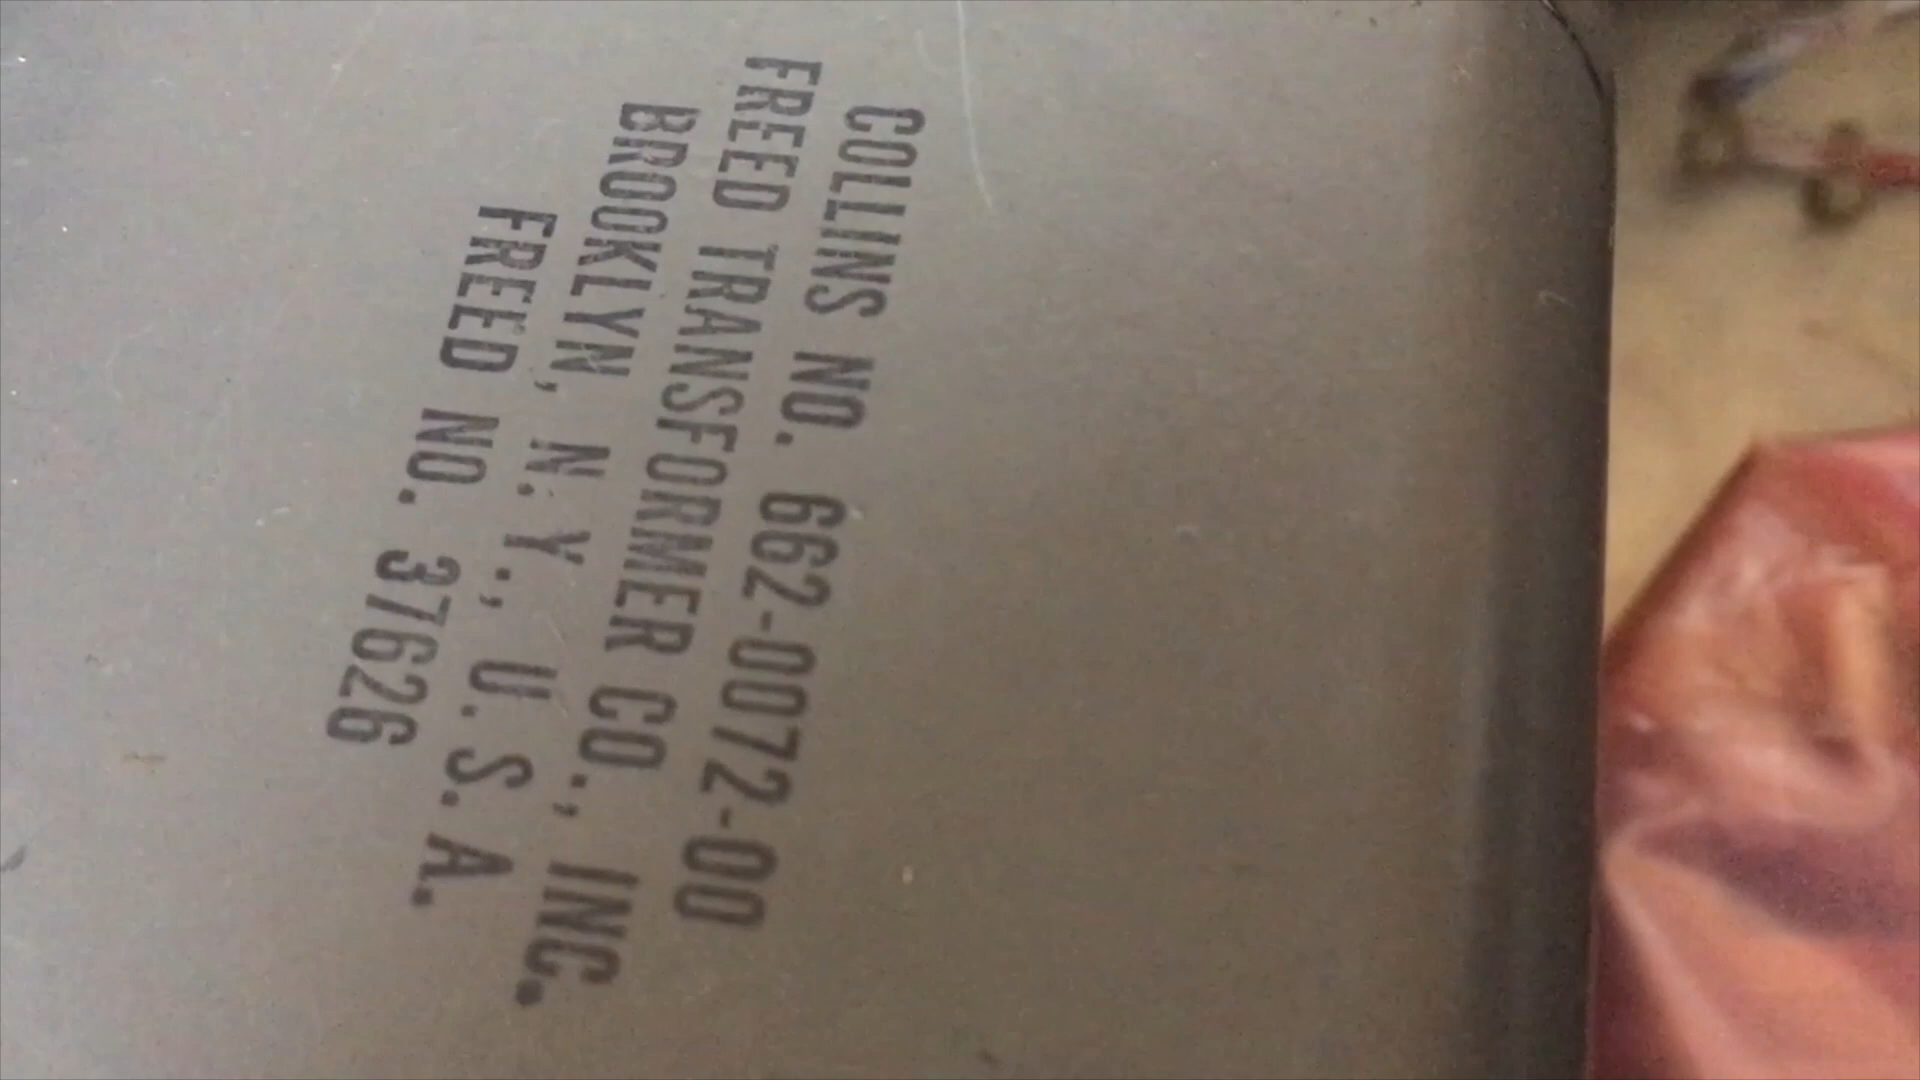 COLLINS NO. 662-0072-00
FREED TRANSFORMER CO., INC.
BROOKLYN, N. Y., U. S. A.
FREED NO. 37626